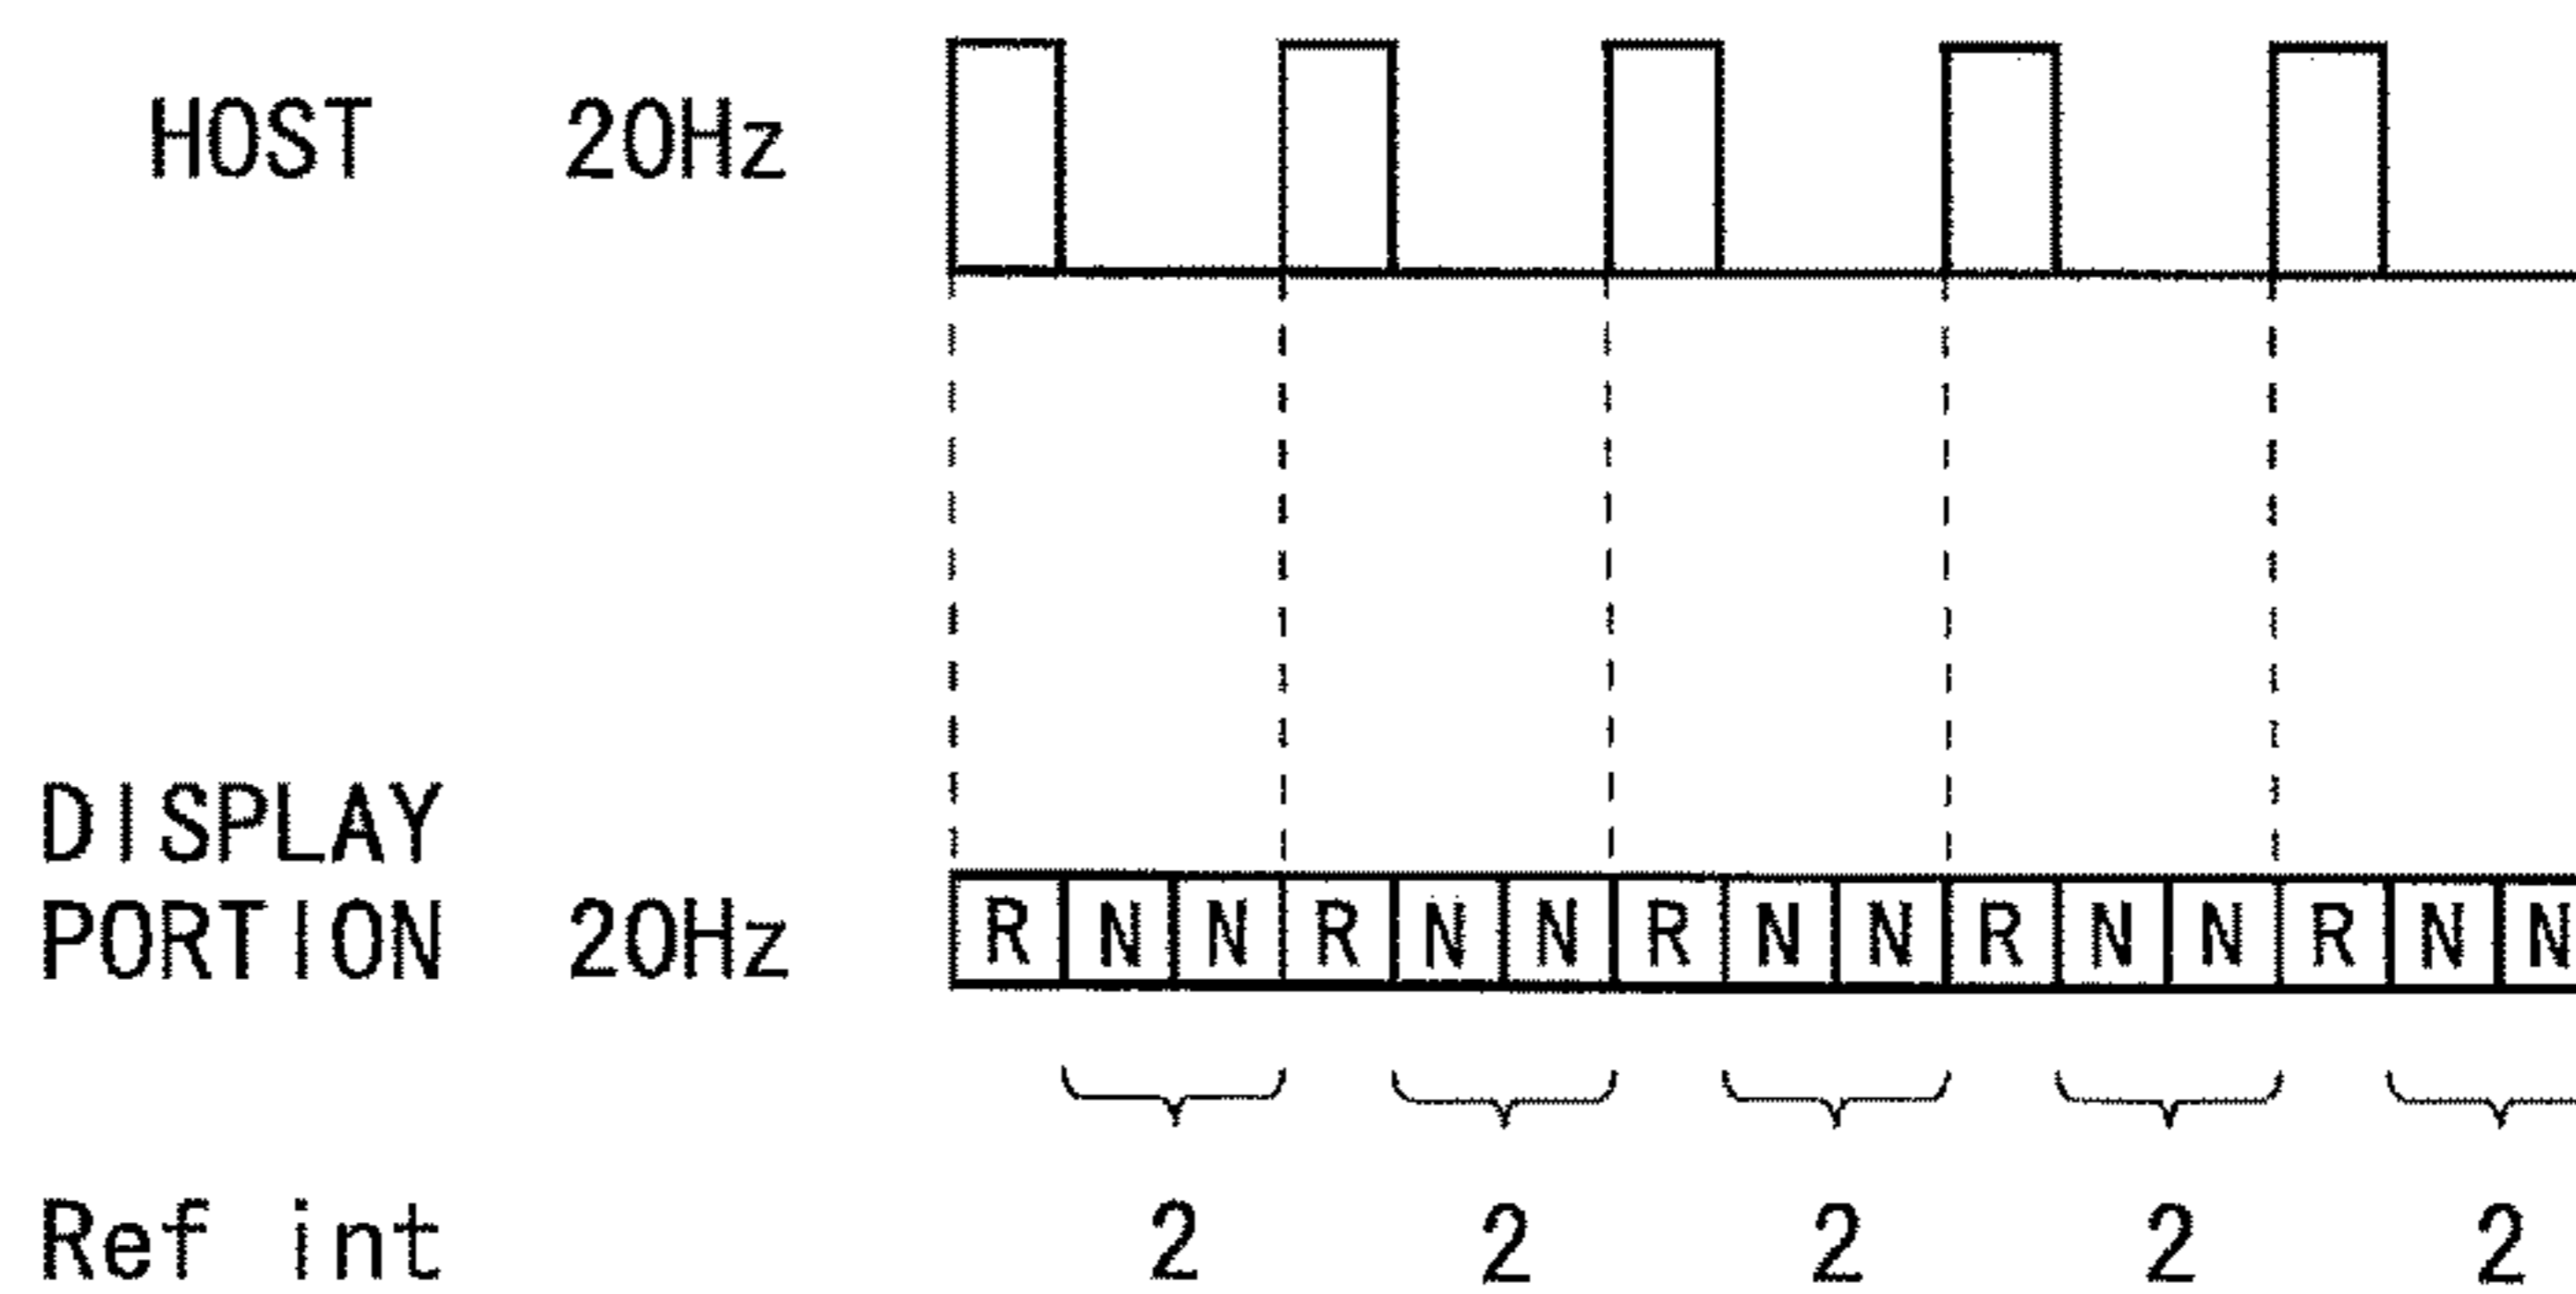 HOST 20Hz
DISPLAY
PORTION 20Hz R N N R N N R N N R N N R N N
Ref int 2 2 2 2 2